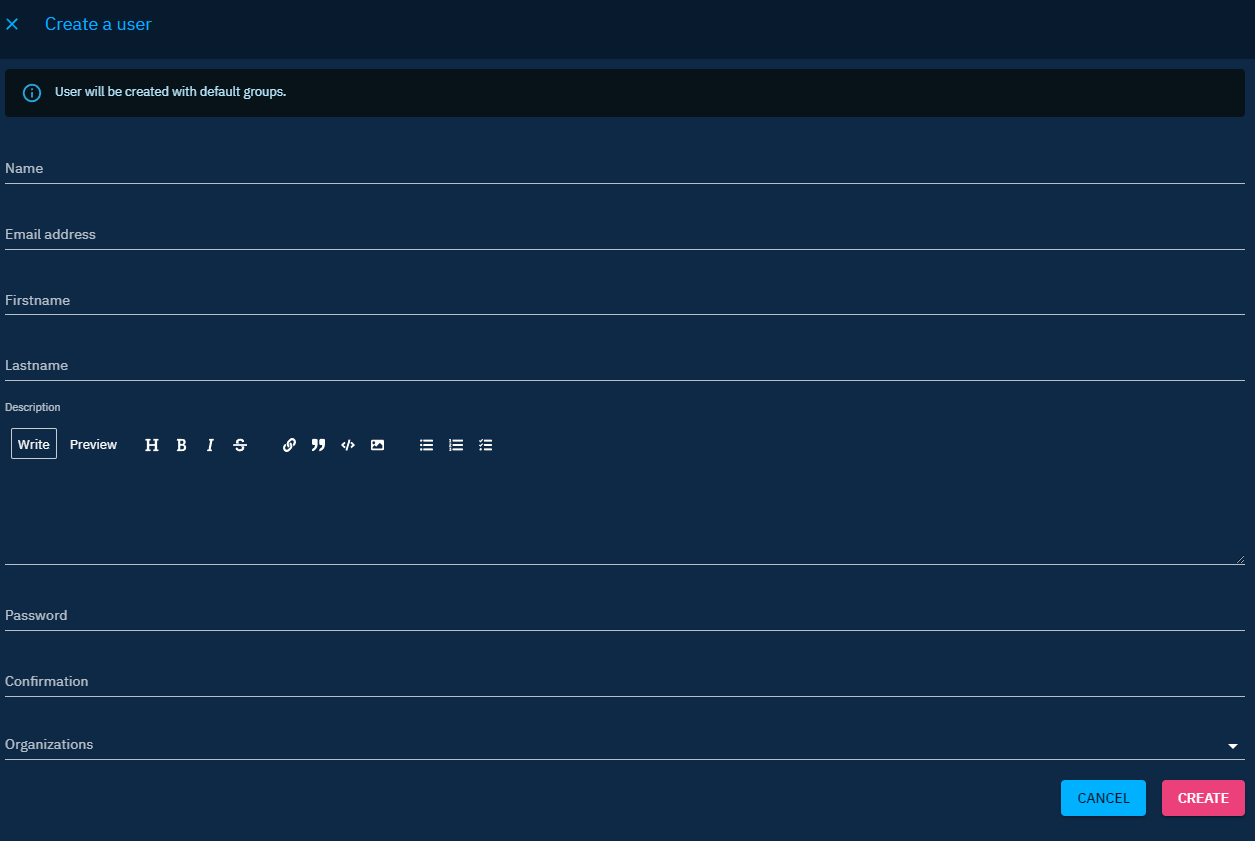 Create a user
User will be created with default groups.
Name
Email address
Firstname
Lastname
Description
Write Preview H B I S
Password
Confirmation
Organizations
CANCEL CREATE